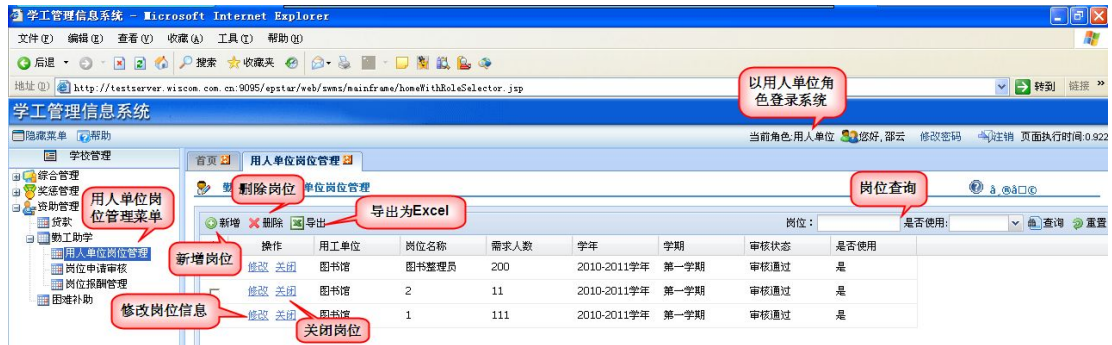 学工管理信息系统 - Microsoft Internet Explorer
文件(F) 编辑(E) 查看(V) 收藏(A) 工具(T) 帮助(H)
后退 搜索 收藏夹
地址(D) http://testserver.wiscom.com.cn:9095/epstar/web/swms/mainframe/homeWithRoleSelector.jsp 转到 链接 »
以用人单位角
色登录系统
学工管理信息系统
隐藏菜单 帮助 当前角色:用人单位 您好,邵云 修改密码 注销 页面执行时间:0.922
学校管理 首页 用人单位岗位管理
综合管理
奖惩管理
资助管理
贷款
勤工助学
用人单位岗位管理
岗位申请审核
岗位报酬管理
困难补助
用人单位岗
位管理菜单
单位岗位管理
删除岗位
导出为Excel
岗位查询
新增 删除 导出 岗位: 是否使用: 查询 重置
新增岗位
操作 用工单位 岗位名称 需求人数 学年 学期 审核状态 是否使用
修改 关闭 图书馆 图书整理员 200 2010-2011学年 第一学期 审核通过 是
修改 关闭 图书馆 2 11 2010-2011学年 第一学期 审核通过 是
修改 关闭 图书馆 1 111 2010-2011学年 第一学期 审核通过 是
修改岗位信息
关闭岗位